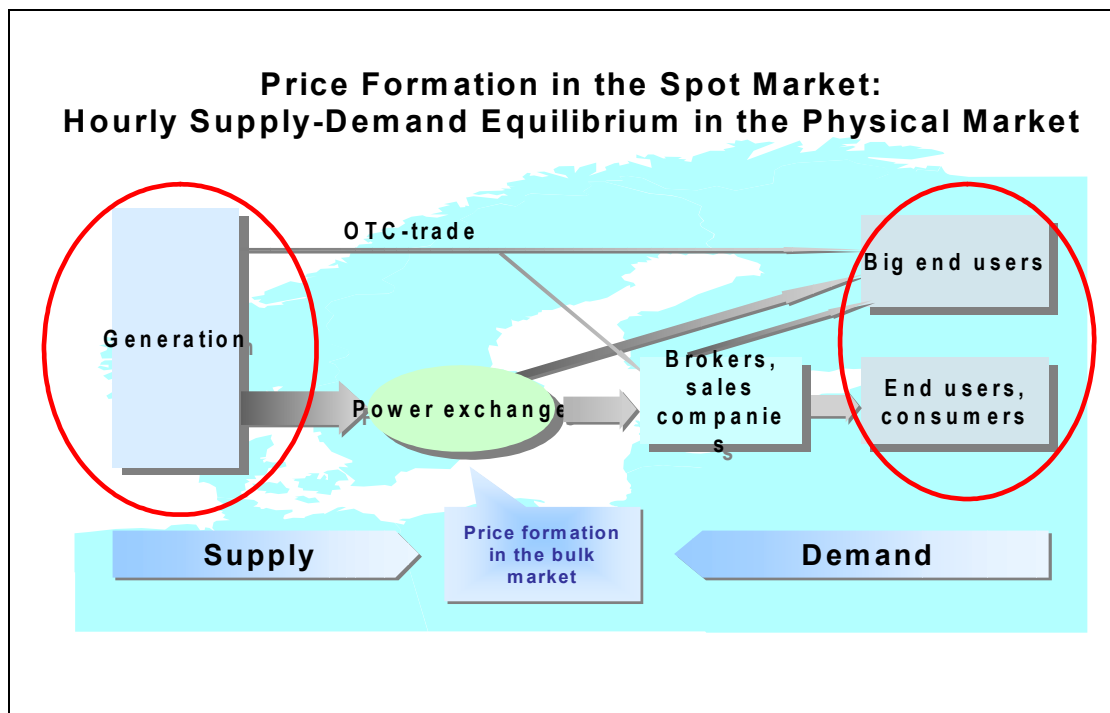 Price Formation in the Spot Market:
Hourly Supply-Demand Equilibrium in the Physical Market
OTC-trade
Big end users
Generation
Brokers,
sales
companie
s
Power exchange
End users,
consumers
Price formation
in the bulk
market
Supply
Demand